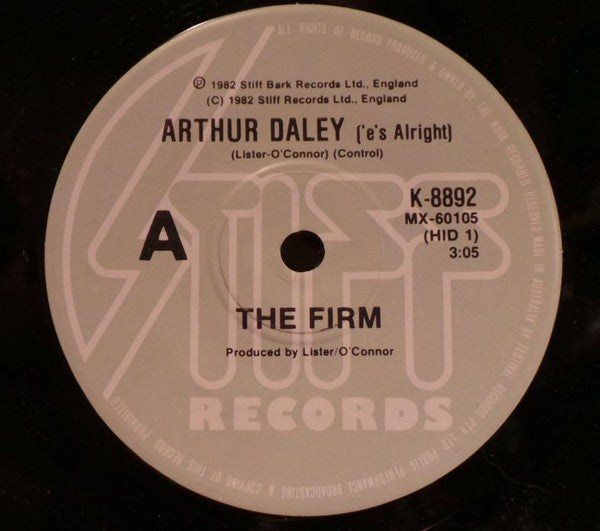 ALL RIGHTS OF RECORD PRODUCER & OWNER OF THE WORK RECORDED RESERVED MADE IN AUSTRALIA BY FESTIVAL RECORDS PTY LTD PUBLIC PERFORMANCE BROADCASTING & COPYING OF THIS RECORD PROHIBITED
℗ 1982 Stiff Bark Records Ltd., England
(C) 1982 Stiff Records Ltd., England
ARTHUR DALEY ('e's Alright)
(Lister-O'Connor) (Control)
A
K-8892
MX-60105
(HID 1)
3:05
STIFF
THE FIRM
Produced by Lister/O'Connor
RECORDS